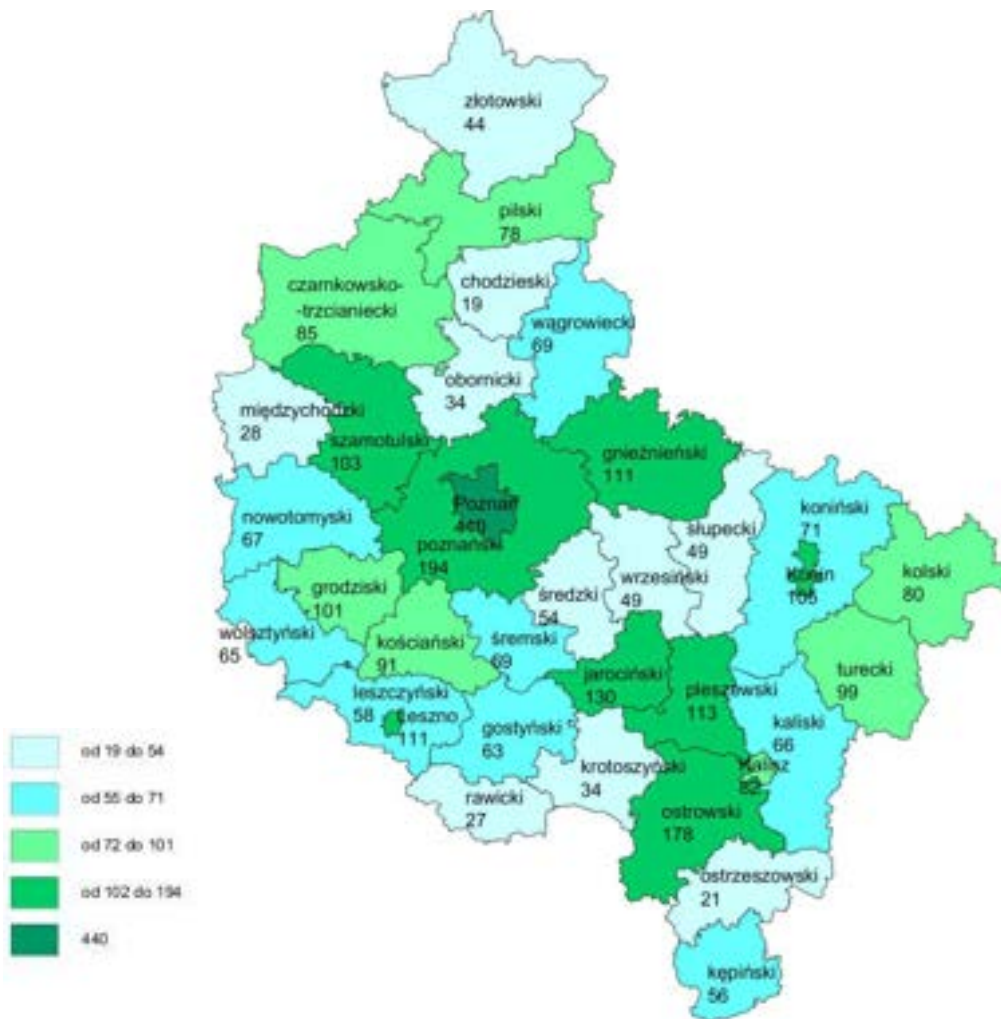 złotowski
44
pilski
78
chodzieski
19
czarnkowsko-
-trzcianiecki
85
wągrowiecki
69
obornicki
34
międzychodzki
28
szamotulski
103
gnieźnieński
111
Poznań
440
poznański
194
nowotomyski
67
słupecki
49
koniński
71
Konin
105
kolski
80
wrzesiński
49
średzki
54
grodziski
101
wolsztyński
65
kościański
91
śremski
69
jarociński
130
pleszewski
113
turecki
99
leszczyński
58
Leszno
111
gostyński
63
kaliski
66
Kalisz
82
krotoszyński
34
rawicki
27
ostrowski
178
ostrzeszowski
21
kępiński
56
od 19 do 54
od 55 do 71
od 72 do 101
od 102 do 194
440